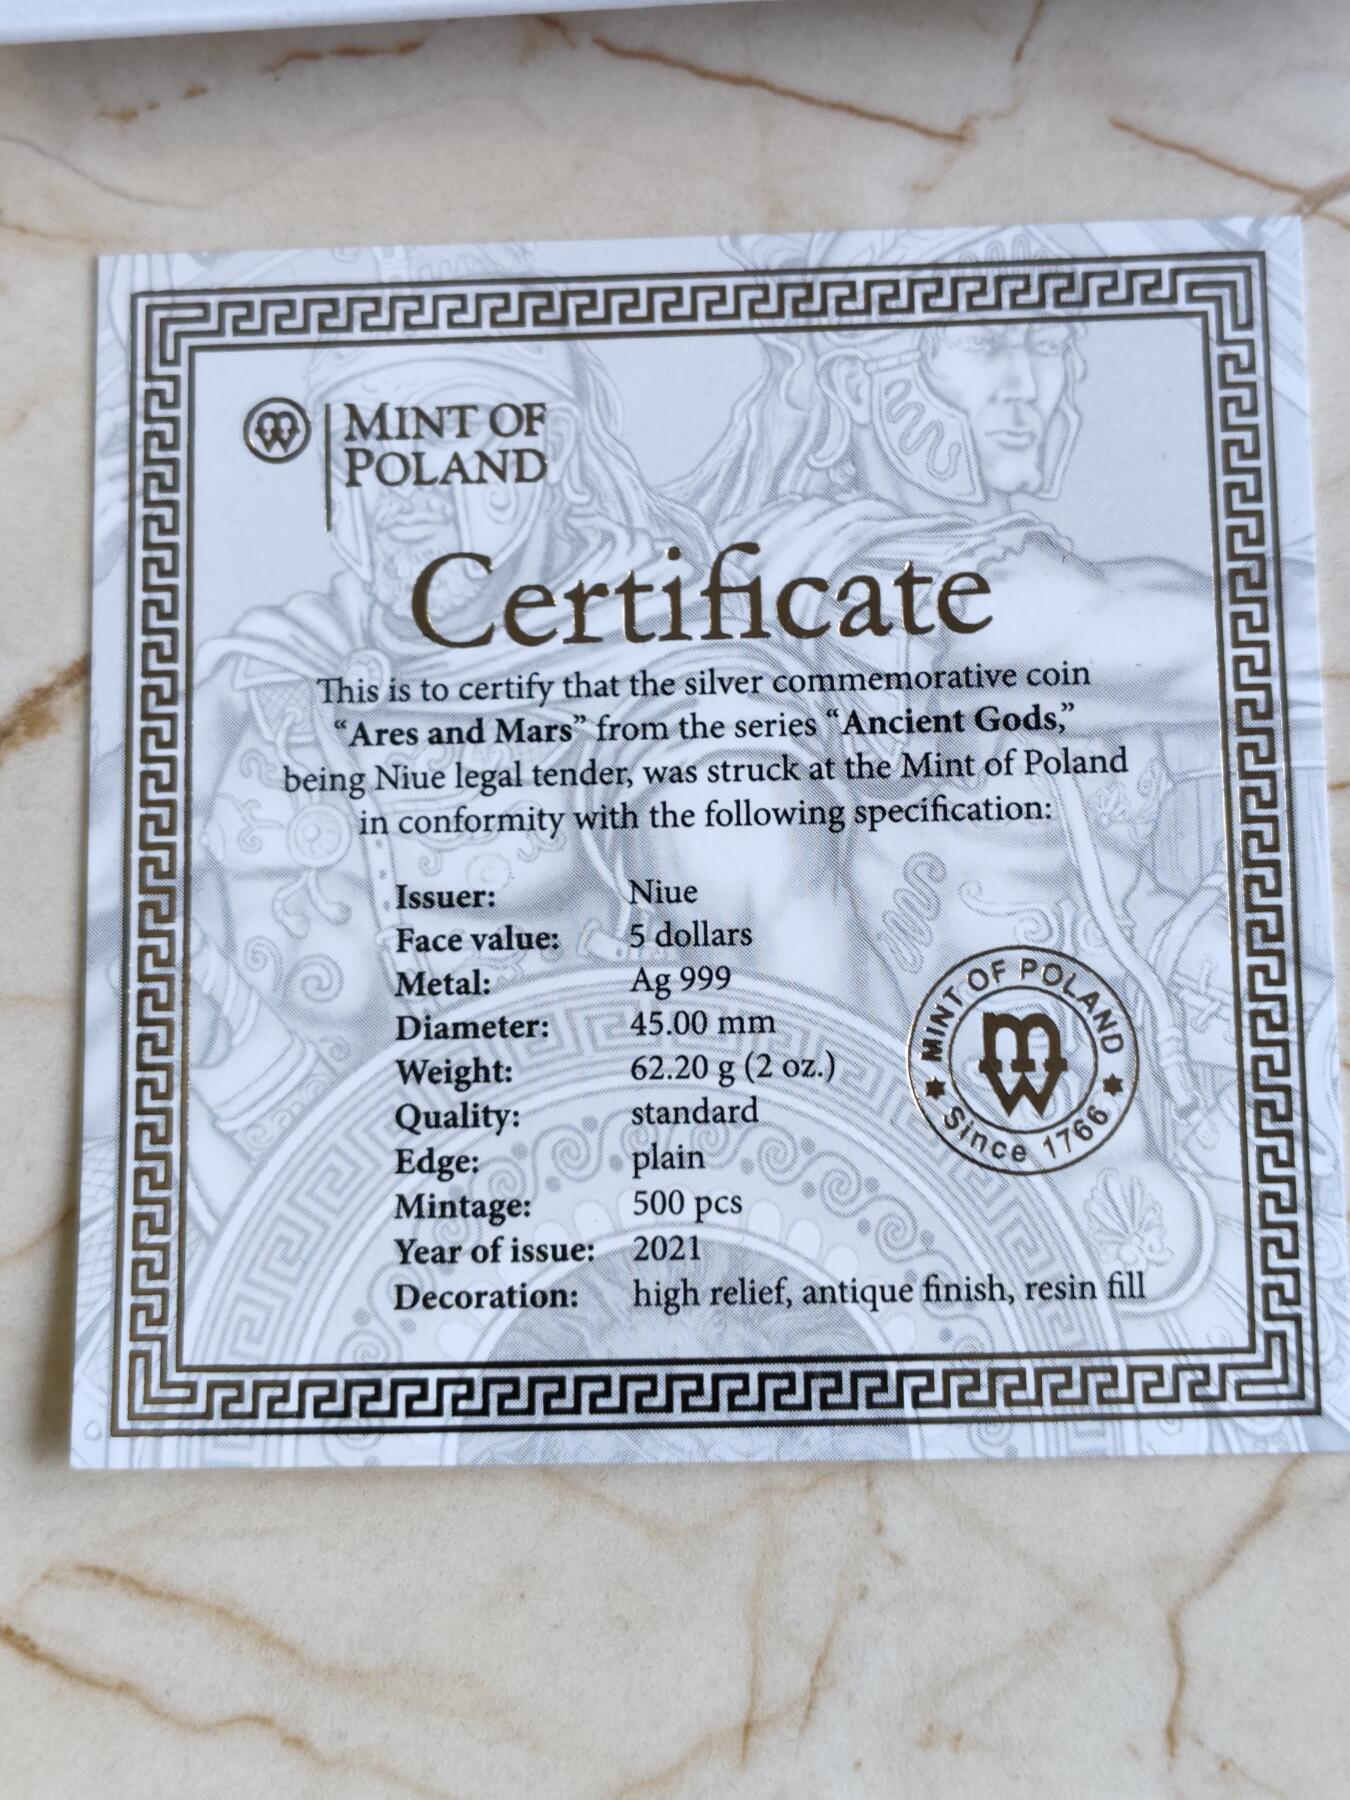 MINT OF
POLAND
Certificate
This is to certify that the silver commemorative coin
“Ares and Mars” from the series “Ancient Gods,”
being Niue legal tender, was struck at the Mint of Poland
in conformity with the following specification:
Issuer: Niue
Face value: 5 dollars
Metal: Ag 999
Diameter: 45.00 mm
Weight: 62.20 g (2 oz.)
Quality: standard
Edge: plain
Mintage: 500 pcs
Year of issue: 2021
Decoration: high relief, antique finish, resin fill
MINT OF POLAND
mw
Since 1766